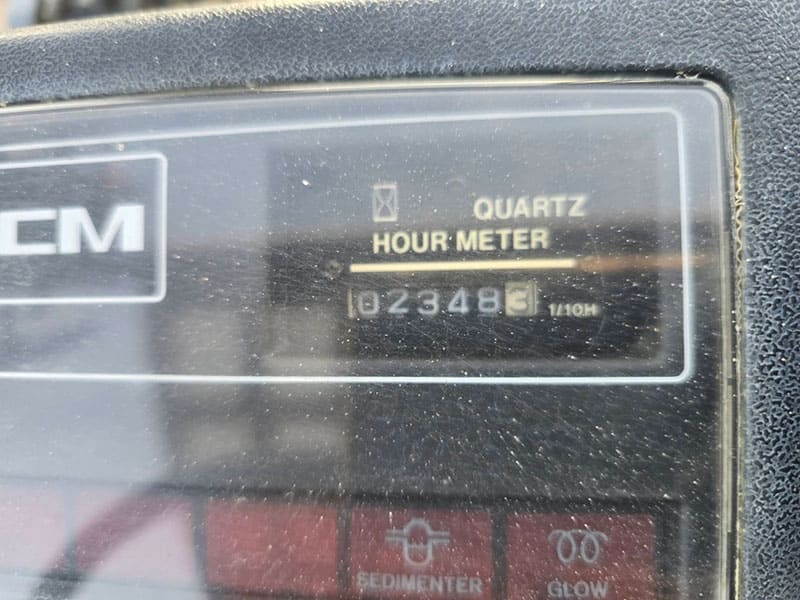 CM
QUARTZ
HOUR METER
023483 1/10H
SEDIMENTER
GLOW